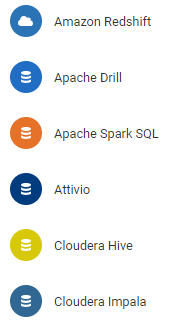 Amazon Redshift
Apache Drill
Apache Spark SQL
Attivio
Cloudera Hive
Cloudera Impala